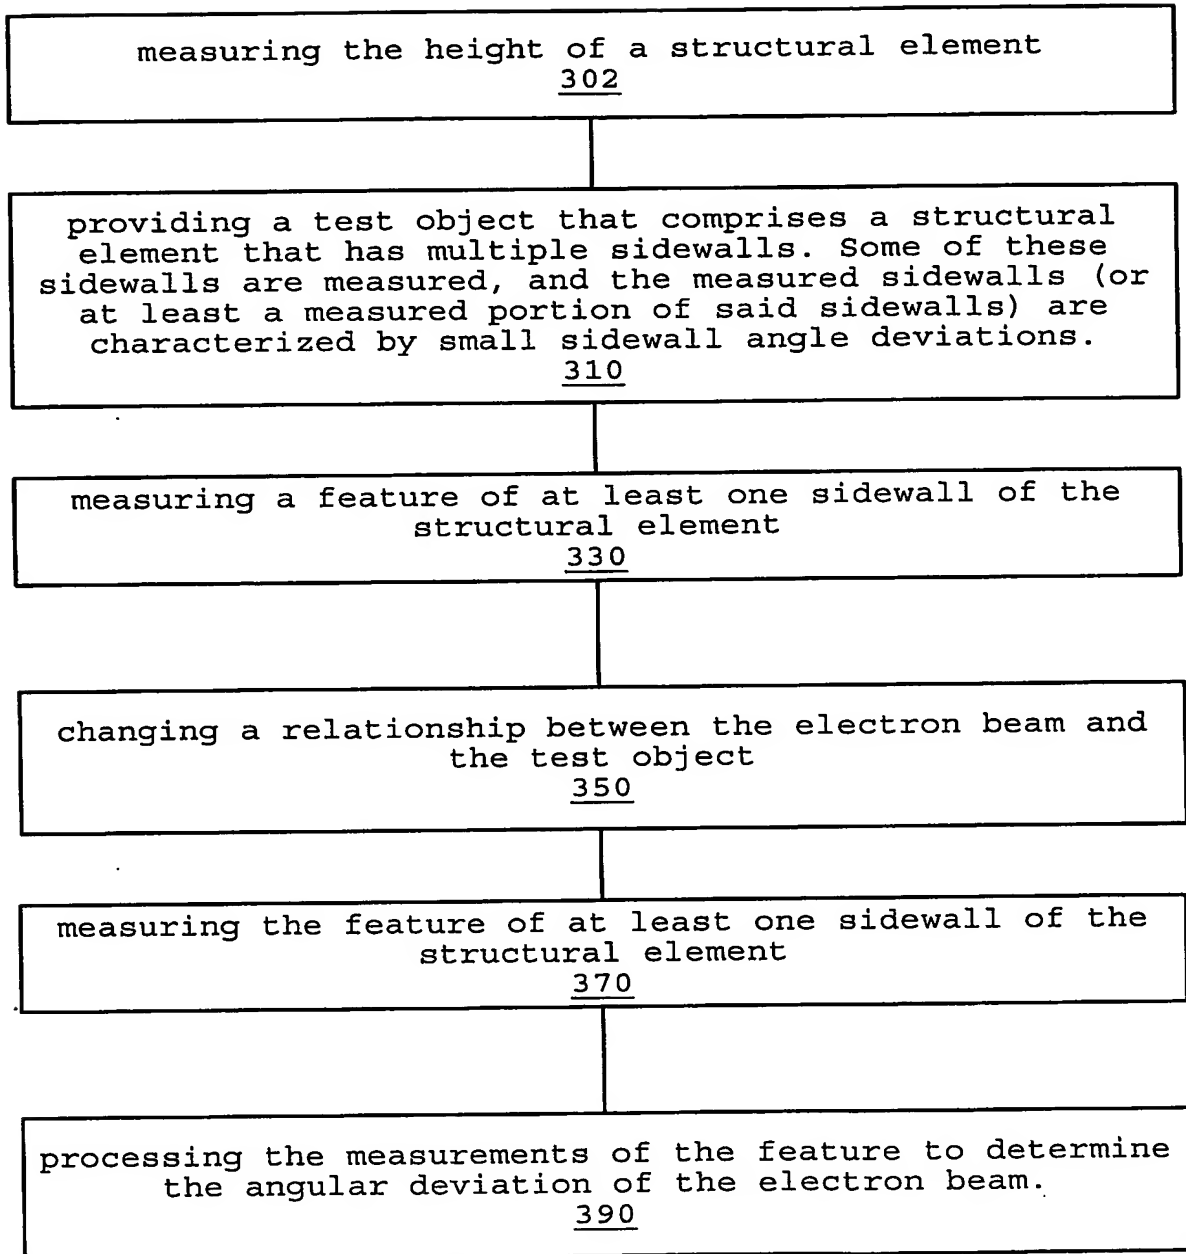 measuring the height of a structural element
302
providing a test object that comprises a structural
element that has multiple sidewalls. Some of these
sidewalls are measured, and the measured sidewalls (or
at least a measured portion of said sidewalls) are
characterized by small sidewall angle deviations.
310
measuring a feature of at least one sidewall of the
structural element
330
changing a relationship between the electron beam and
the test object
350
measuring the feature of at least one sidewall of the
structural element
370
processing the measurements of the feature to determine
the angular deviation of the electron beam.
390